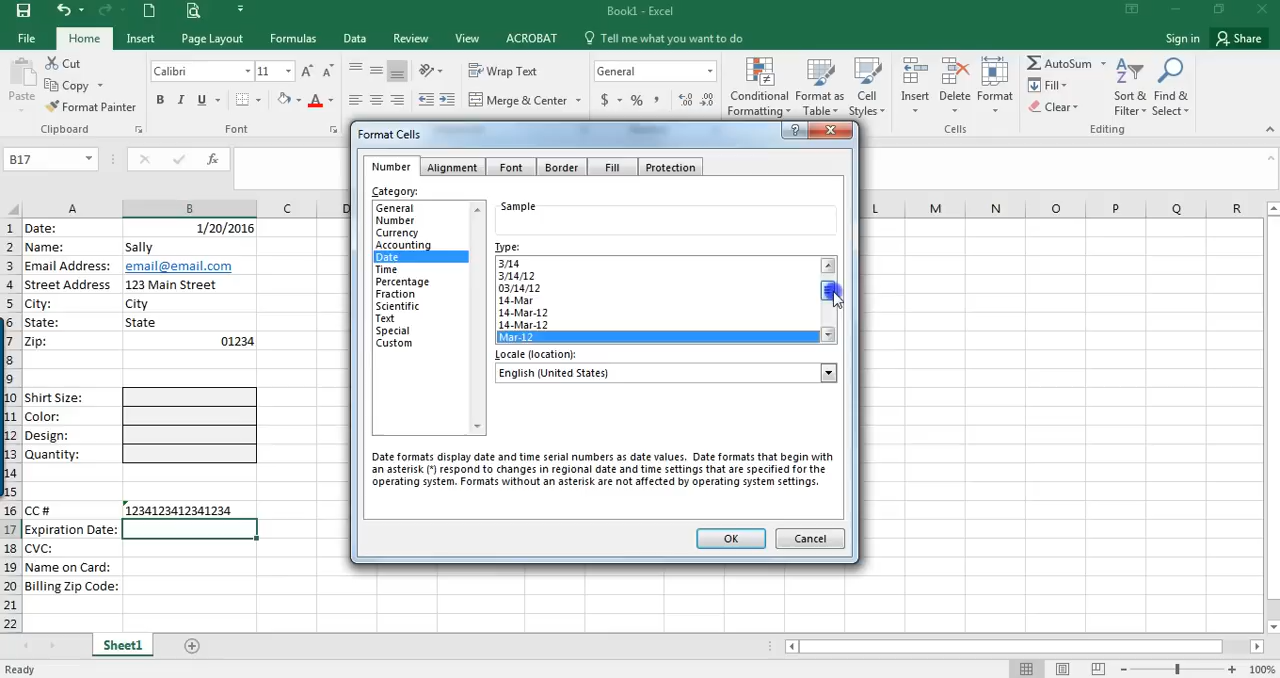 Book1 - Excel
File Home Insert Page Layout Formulas Data Review View ACROBAT Tell me what you want to do Sign in Share
Paste
Cut
Copy
Format Painter
Clipboard
Calibri 11
B I U
Font
Wrap Text
Merge & Center
General
$ % ,
Conditional Formatting
Format as Table
Cell Styles
Insert Delete Format
Cells
AutoSum
Fill
Clear
Sort & Filter
Find & Select
Editing
B17
fx
A B C D L M N O P Q R
1 Date: 1/20/2016
2 Name: Sally
3 Email Address: email@email.com
4 Street Address 123 Main Street
5 City: City
6 State: State
7 Zip: 01234
8
9
10 Shirt Size:
11 Color:
12 Design:
13 Quantity:
14
15
16 CC # 1234123412341234
17 Expiration Date:
18 CVC:
19 Name on Card:
20 Billing Zip Code:
21
22
Format Cells
Number Alignment Font Border Fill Protection
Category:
General
Number
Currency
Accounting
Date
Time
Percentage
Fraction
Scientific
Text
Special
Custom
Sample
Type:
3/14
3/14/12
03/14/12
14-Mar
14-Mar-12
14-Mar-12
Mar-12
Locale (location):
English (United States)
Date formats display date and time serial numbers as date values. Date formats that begin with
an asterisk (*) respond to changes in regional date and time settings that are specified for the
operating system. Formats without an asterisk are not affected by operating system settings.
OK Cancel
Sheet1
Ready 100%